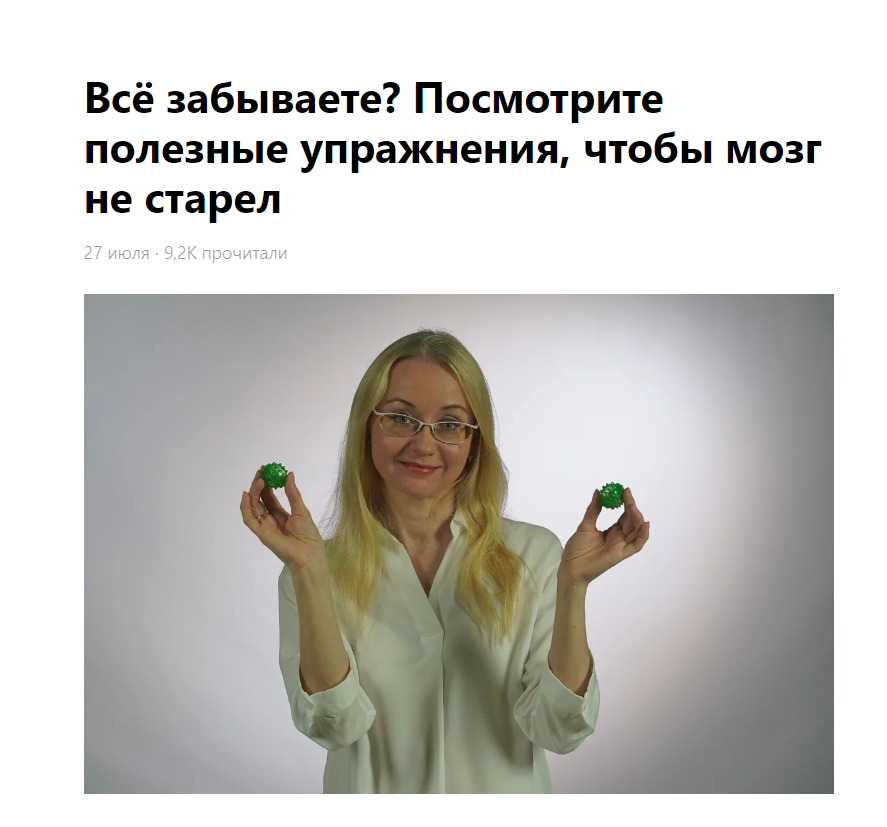 Всё забываете? Посмотрите
полезные упражнения, чтобы мозг
не старел
27 июля · 9,2K прочитали